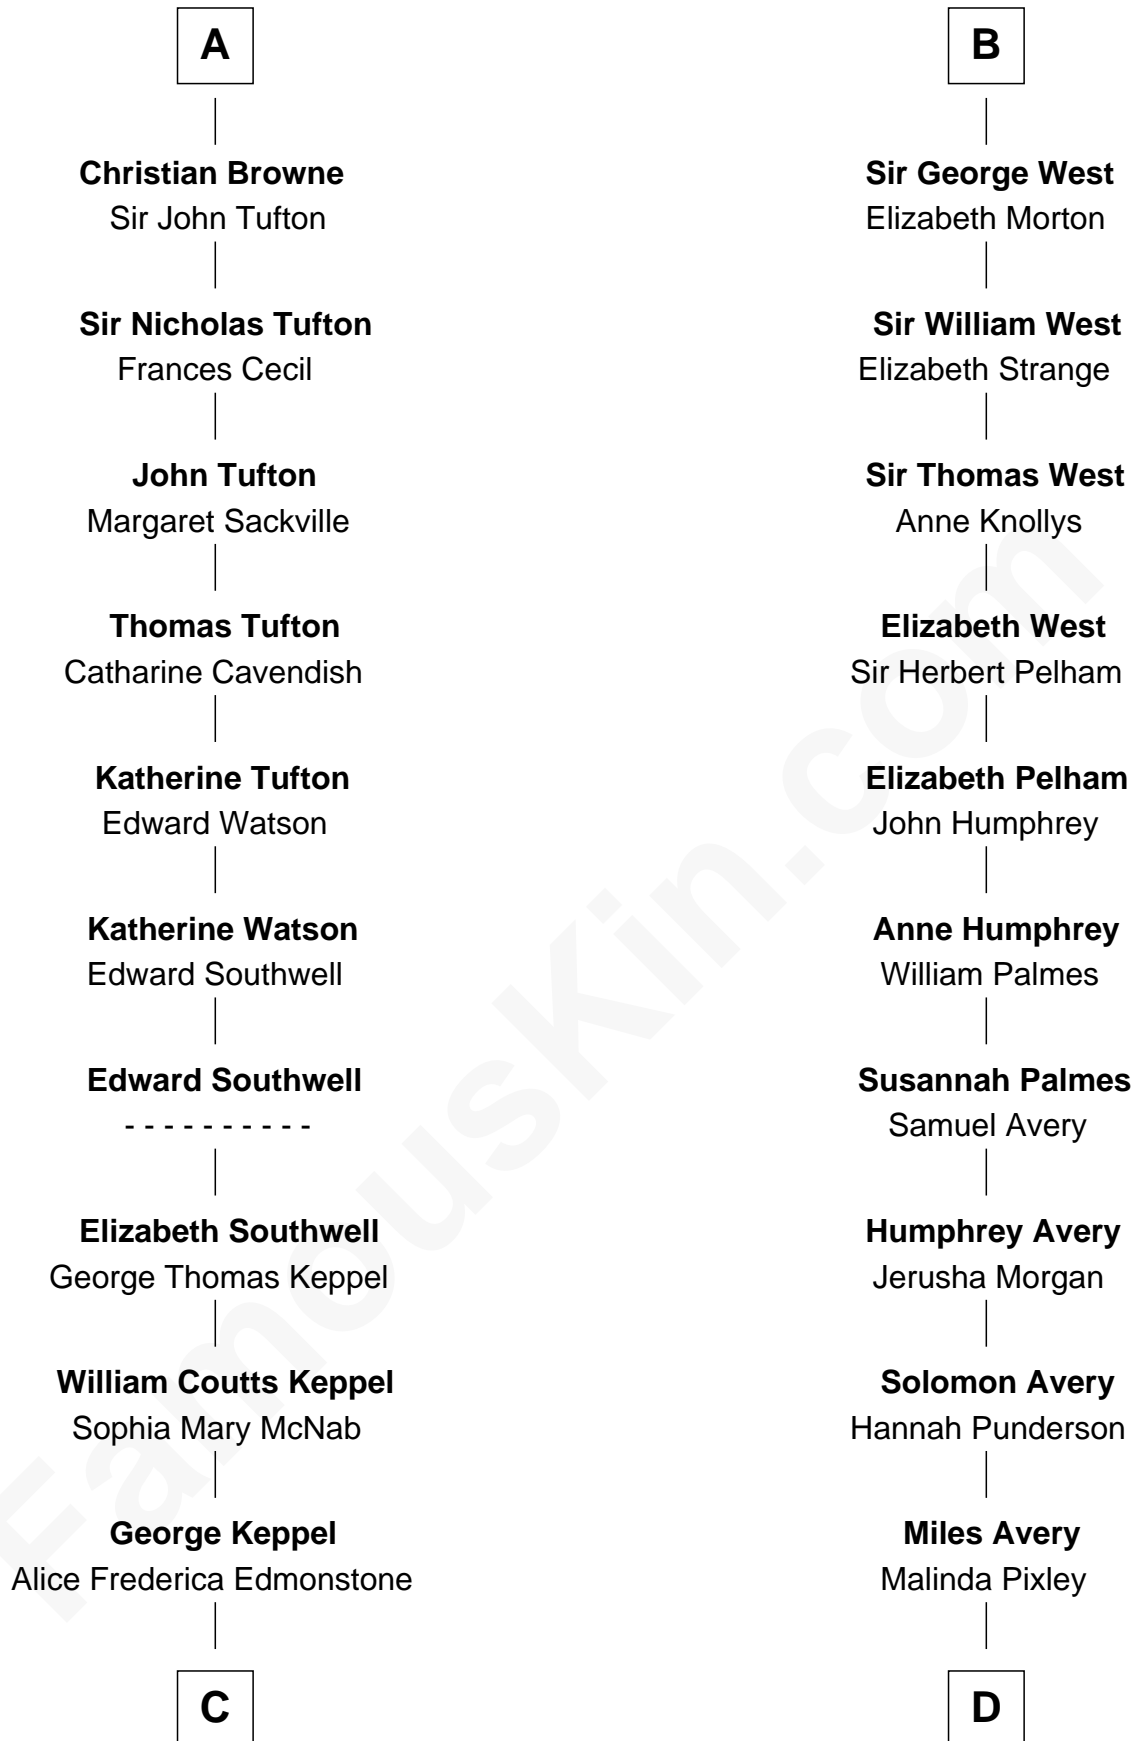 A
Christian Browne
Sir John Tufton
Sir Nicholas Tufton
Frances Cecil
John Tufton
Margaret Sackville
Thomas Tufton
Catharine Cavendish
Katherine Tufton
Edward Watson
Katherine Watson
Edward Southwell
Edward Southwell
- - - - - - - - - -
Elizabeth Southwell
George Thomas Keppel
William Coutts Keppel
Sophia Mary McNab
George Keppel
Alice Frederica Edmonstone
C
B
Sir George West
Elizabeth Morton
Sir William West
Elizabeth Strange
Sir Thomas West
Anne Knollys
Elizabeth West
Sir Herbert Pelham
Elizabeth Pelham
John Humphrey
Anne Humphrey
William Palmes
Susannah Palmes
Samuel Avery
Humphrey Avery
Jerusha Morgan
Solomon Avery
Hannah Punderson
Miles Avery
Malinda Pixley
D
FamousKin.com